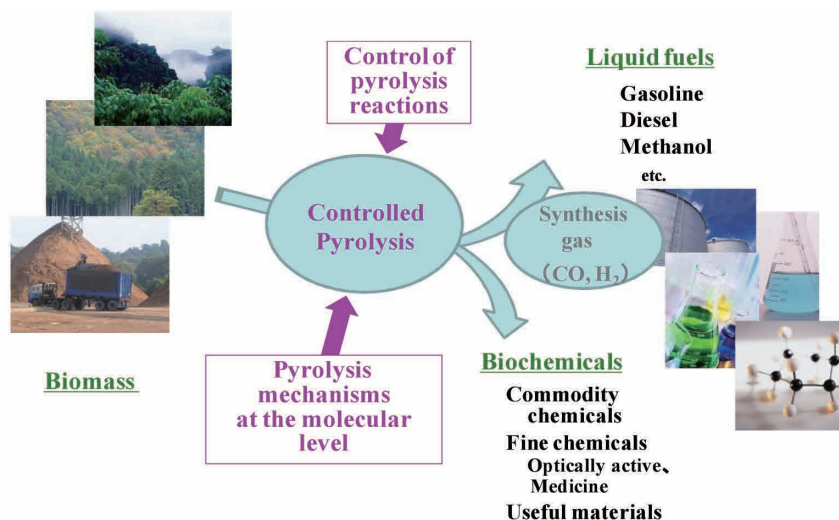 Control of
pyrolysis
reactions
Liquid fuels
Gasoline
Diesel
Methanol
etc.
Controlled
Pyrolysis
Synthesis
gas
(CO, H₂)
Biomass
Pyrolysis
mechanisms
at the molecular
level
Biochemicals
Commodity
chemicals
Fine chemicals
Optically active、
Medicine
Useful materials